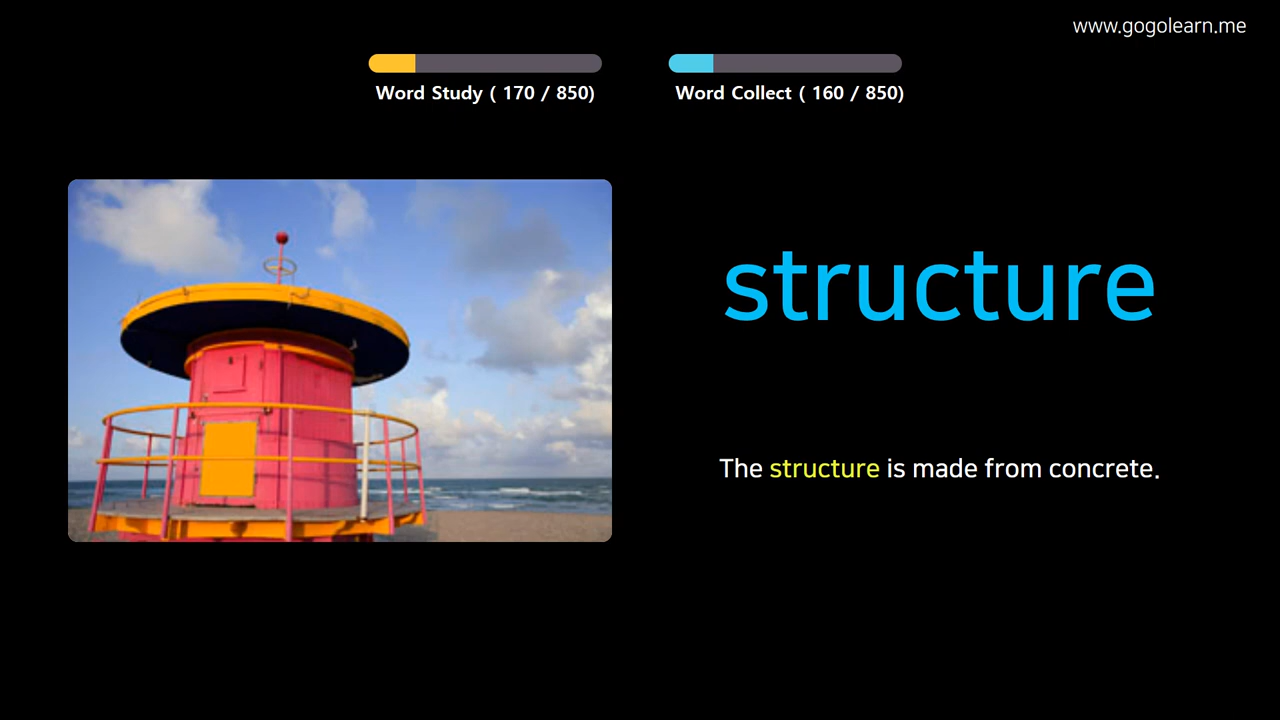 www.gogolearn.me
Word Study ( 170 / 850)
Word Collect ( 160 / 850)
structure
The structure is made from concrete.